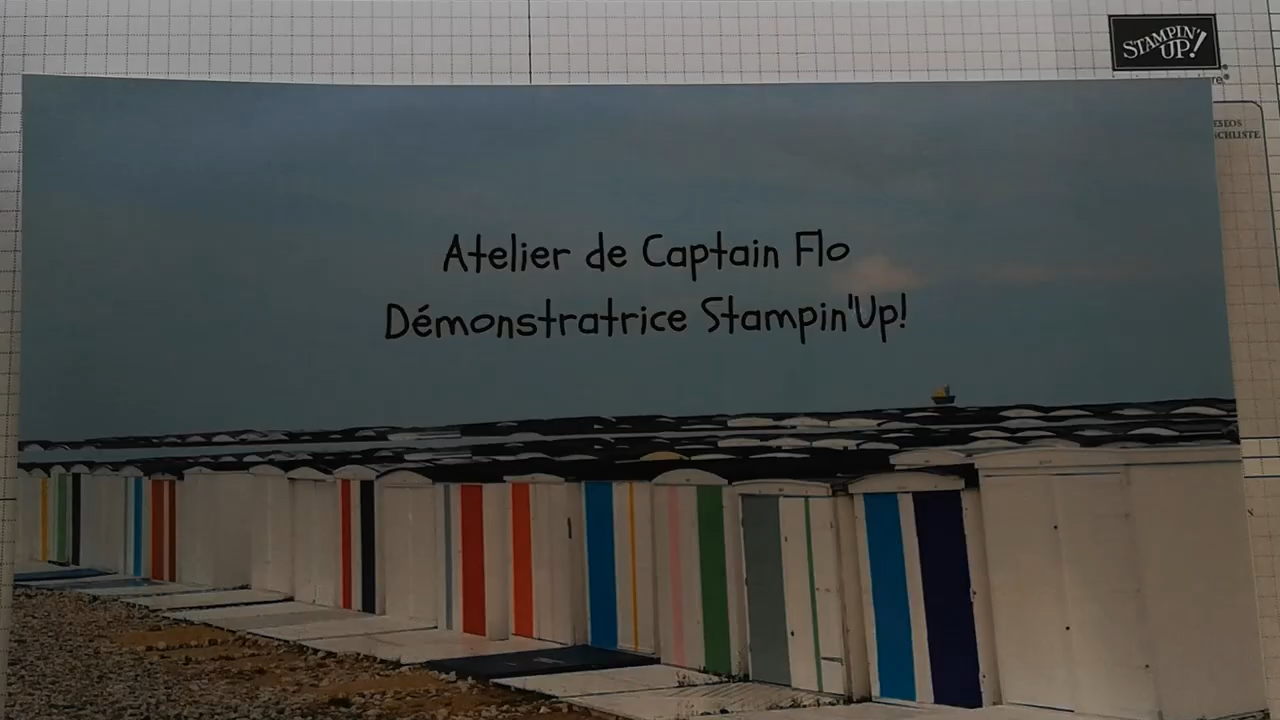 STAMPIN' UP!
Atelier de Captain Flo
Démonstratrice Stampin'Up!